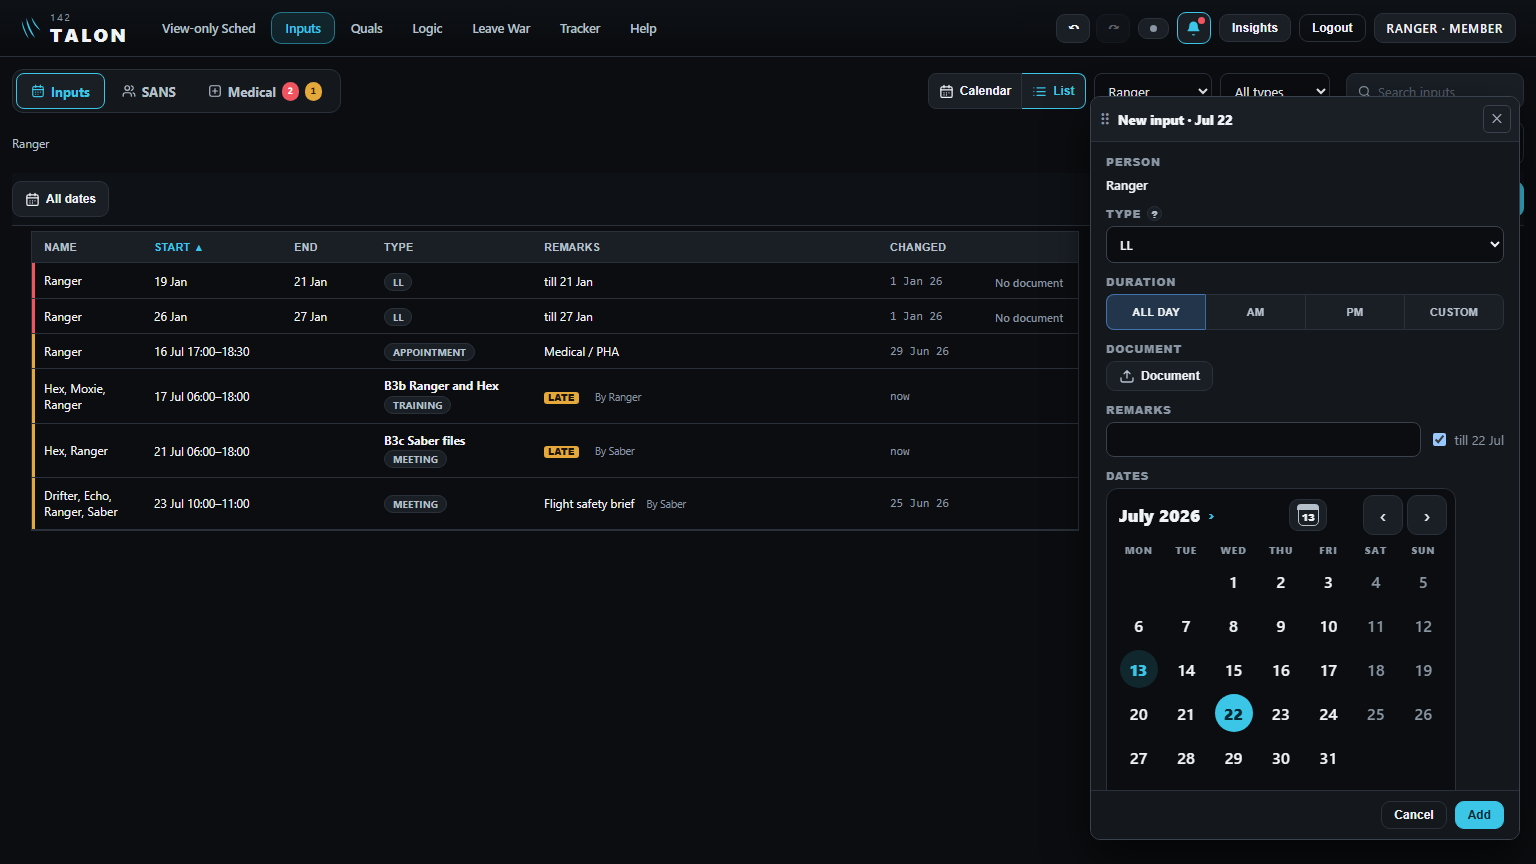 142
TALON
View-only Sched
Inputs
Quals
Logic
Leave War
Tracker
Help
Insights
Logout
RANGER · MEMBER
Inputs
SANS
Medical 2 1
Calendar
List
Ranger
All types
Search inputs
Ranger
All dates
NAME START ▲ END TYPE REMARKS CHANGED
Ranger 19 Jan 21 Jan LL till 21 Jan 1 Jan 26 No document
Ranger 26 Jan 27 Jan LL till 27 Jan 1 Jan 26 No document
Ranger 16 Jul 17:00–18:30 APPOINTMENT Medical / PHA 29 Jun 26
Hex, Moxie,
Ranger
17 Jul 06:00–18:00
B3b Ranger and Hex
TRAINING
LATE By Ranger
now
Hex, Ranger
21 Jul 06:00–18:00
B3c Saber files
MEETING
LATE By Saber
now
Drifter, Echo,
Ranger, Saber
23 Jul 10:00–11:00
MEETING
Flight safety brief By Saber
25 Jun 26
New input · Jul 22
PERSON
Ranger
TYPE ?
LL
DURATION
ALL DAY AM PM CUSTOM
DOCUMENT
Document
REMARKS
till 22 Jul
DATES
July 2026 ›
13
‹ ›
MON TUE WED THU FRI SAT SUN
1 2 3 4 5
6 7 8 9 10 11 12
13 14 15 16 17 18 19
20 21 22 23 24 25 26
27 28 29 30 31
Cancel
Add